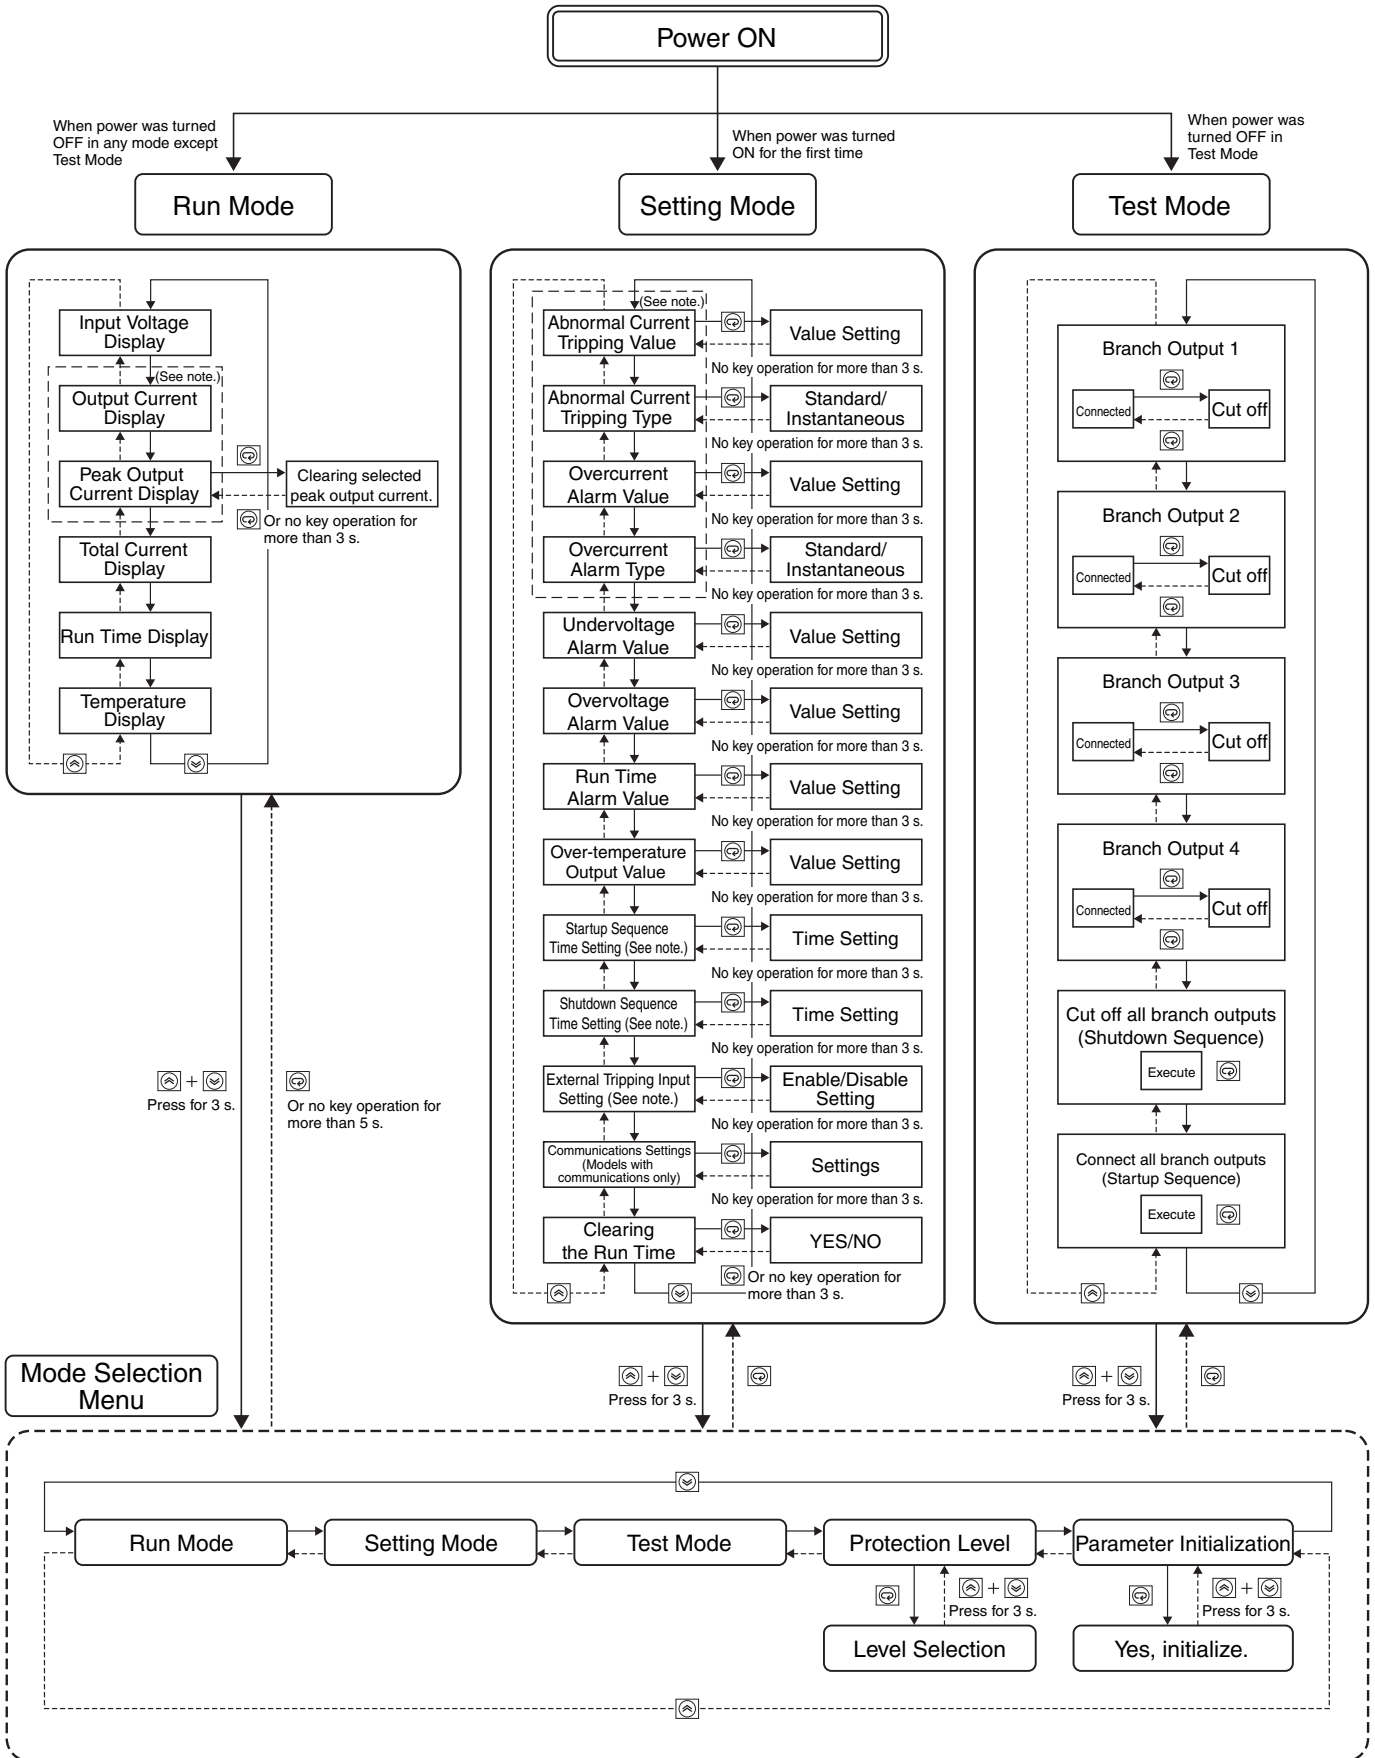 Power ON
When power was turned
OFF in any mode except
Test Mode
When power was turned
ON for the first time
When power was
turned OFF in
Test Mode
Run Mode
Setting Mode
Test Mode
Input Voltage
Display
(See note.)
Output Current
Display
Peak Output
Current Display
Clearing selected
peak output current.
Or no key operation for
more than 3 s.
Total Current
Display
Run Time Display
Temperature
Display
(See note.)
Abnormal Current
Tripping Value
Value Setting
No key operation for more than 3 s.
Abnormal Current
Tripping Type
Standard/
Instantaneous
No key operation for more than 3 s.
Overcurrent
Alarm Value
Value Setting
No key operation for more than 3 s.
Overcurrent
Alarm Type
Standard/
Instantaneous
No key operation for more than 3 s.
Undervoltage
Alarm Value
Value Setting
No key operation for more than 3 s.
Overvoltage
Alarm Value
Value Setting
No key operation for more than 3 s.
Run Time
Alarm Value
Value Setting
No key operation for more than 3 s.
Over-temperature
Output Value
Value Setting
No key operation for more than 3 s.
Startup Sequence
Time Setting (See note.)
Time Setting
No key operation for more than 3 s.
Shutdown Sequence
Time Setting (See note.)
Time Setting
No key operation for more than 3 s.
External Tripping Input
Setting (See note.)
Enable/Disable
Setting
No key operation for more than 3 s.
Communications Settings
(Models with
communications only)
Settings
No key operation for more than 3 s.
Clearing
the Run Time
YES/NO
Or no key operation for
more than 3 s.
Branch Output 1
Connected
Cut off
Branch Output 2
Connected
Cut off
Branch Output 3
Connected
Cut off
Branch Output 4
Connected
Cut off
Cut off all branch outputs
(Shutdown Sequence)
Execute
Connect all branch outputs
(Startup Sequence)
Execute
+
Press for 3 s.
Or no key operation for
more than 5 s.
+
Press for 3 s.
+
Press for 3 s.
Mode Selection
Menu
Run Mode
Setting Mode
Test Mode
Protection Level
Parameter Initialization
+
Press for 3 s.
+
Press for 3 s.
Level Selection
Yes, initialize.